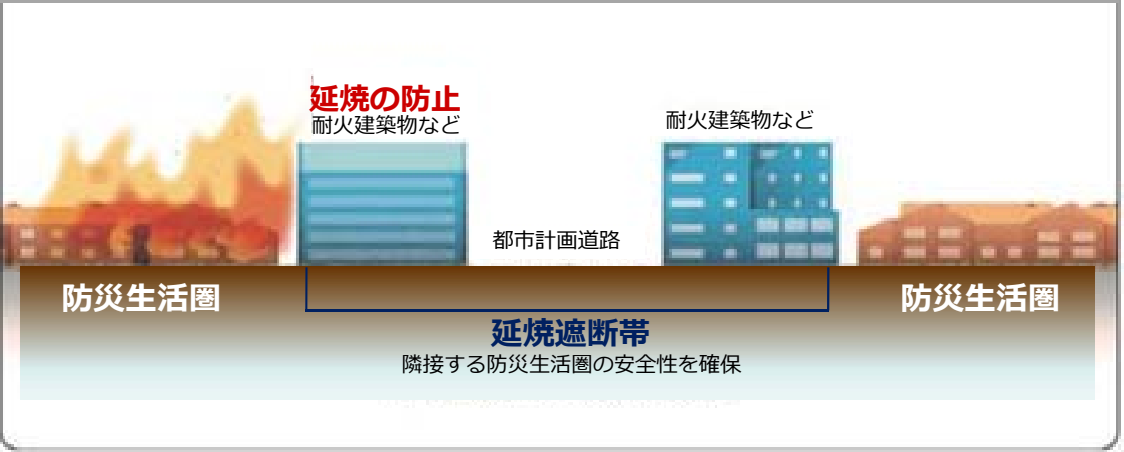 延焼の防止
耐火建築物など
耐火建築物など
都市計画道路
防災生活圏
防災生活圏
延焼遮断帯
隣接する防災生活圏の安全性を確保